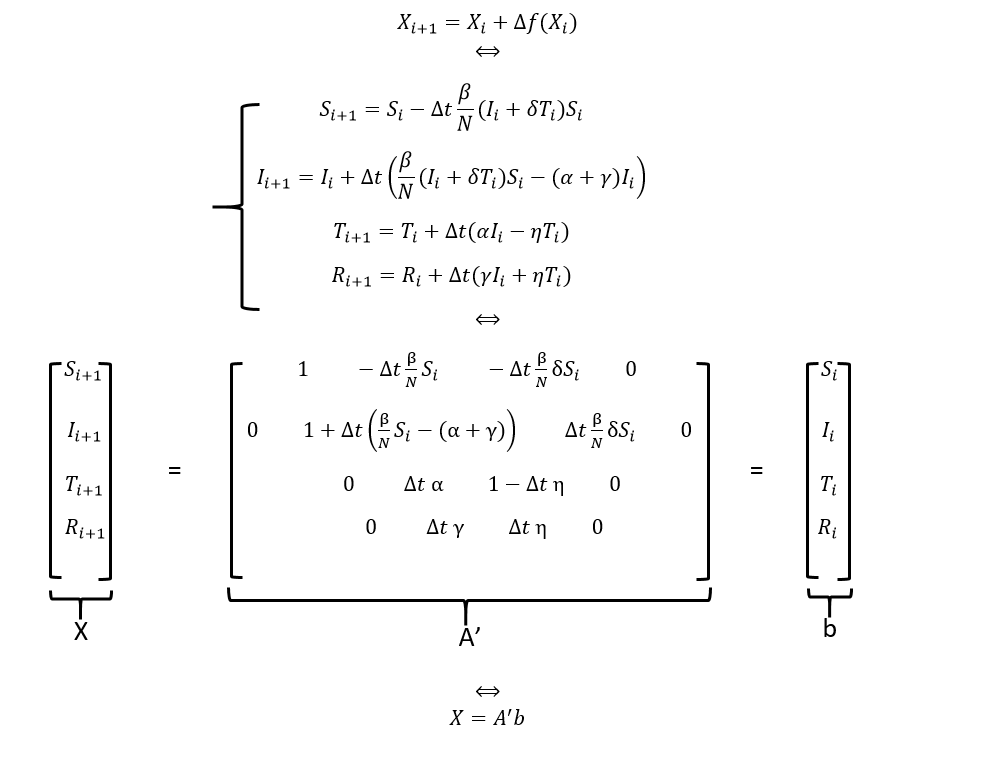 X_{i+1} = X_i + Δf(X_i)
⇔
S_{i+1} = S_i − Δt β/N (I_i + δT_i)S_i
I_{i+1} = I_i + Δt (β/N (I_i + δT_i)S_i − (α + γ)I_i)
T_{i+1} = T_i + Δt(αI_i − ηT_i)
R_{i+1} = R_i + Δt(γI_i + ηT_i)
⇔
S_{i+1} 1 − Δt β/N S_i − Δt β/N δS_i 0 S_i
I_{i+1} 0 1 + Δt (β/N S_i − (α + γ)) Δt β/N δS_i 0 I_i
= =
T_{i+1} 0 Δt α 1 − Δt η 0 T_i
R_{i+1} 0 Δt γ Δt η 0 R_i
X A′ b
⇔
X = A′b